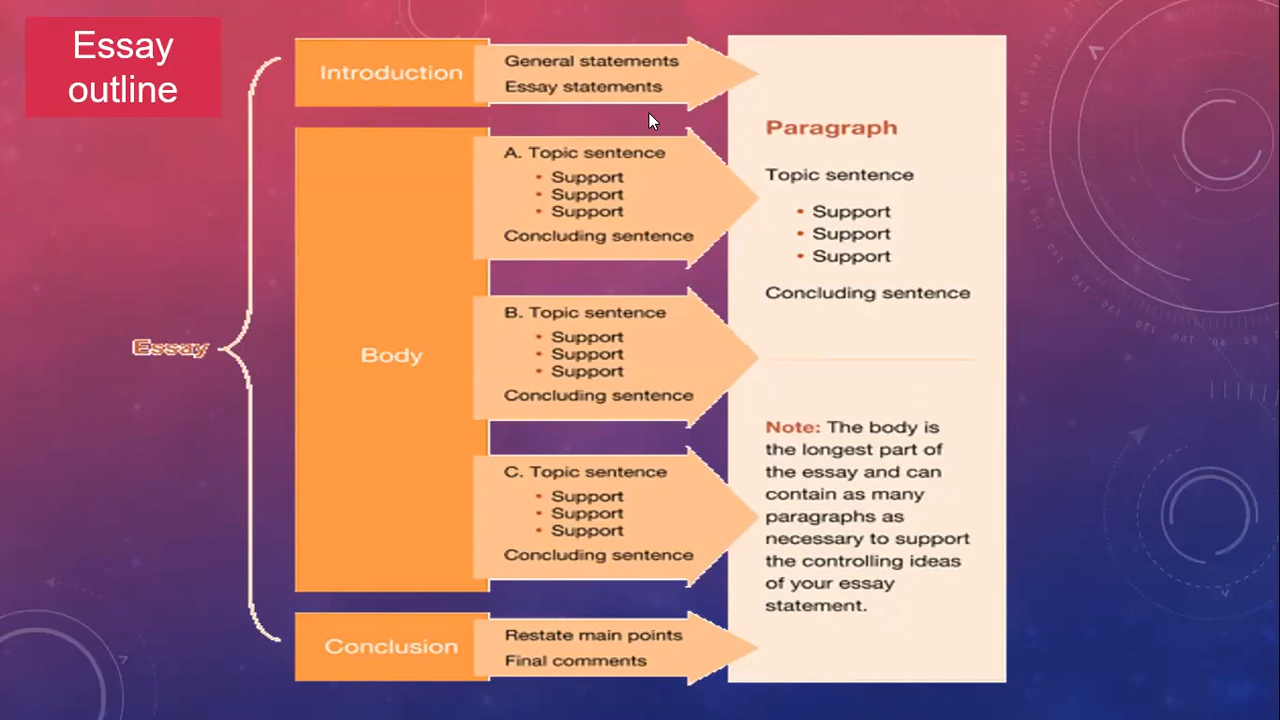 Essay
outline
Essay
Introduction
General statements
Essay statements
Body
A. Topic sentence
• Support
• Support
• Support
Concluding sentence
B. Topic sentence
• Support
• Support
• Support
Concluding sentence
C. Topic sentence
• Support
• Support
• Support
Concluding sentence
Conclusion
Restate main points
Final comments
Paragraph
Topic sentence
• Support
• Support
• Support
Concluding sentence
Note: The body is
the longest part of
the essay and can
contain as many
paragraphs as
necessary to support
the controlling ideas
of your essay
statement.